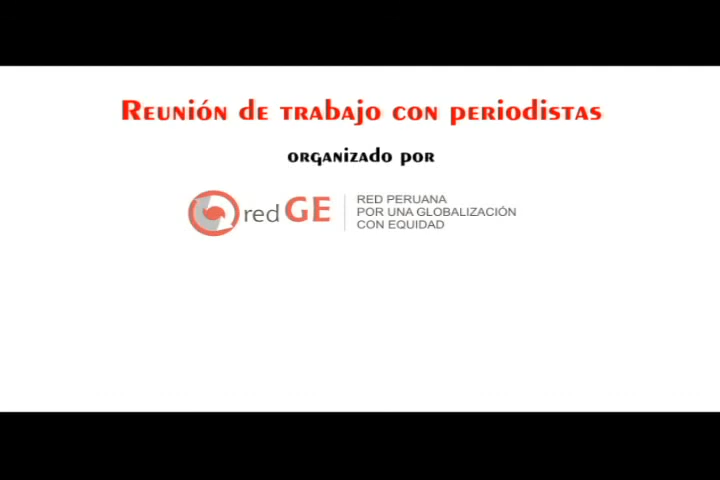 Reunión de trabajo con periodistas
organizado por
red GE
RED PERUANA
POR UNA GLOBALIZACIÓN
CON EQUIDAD